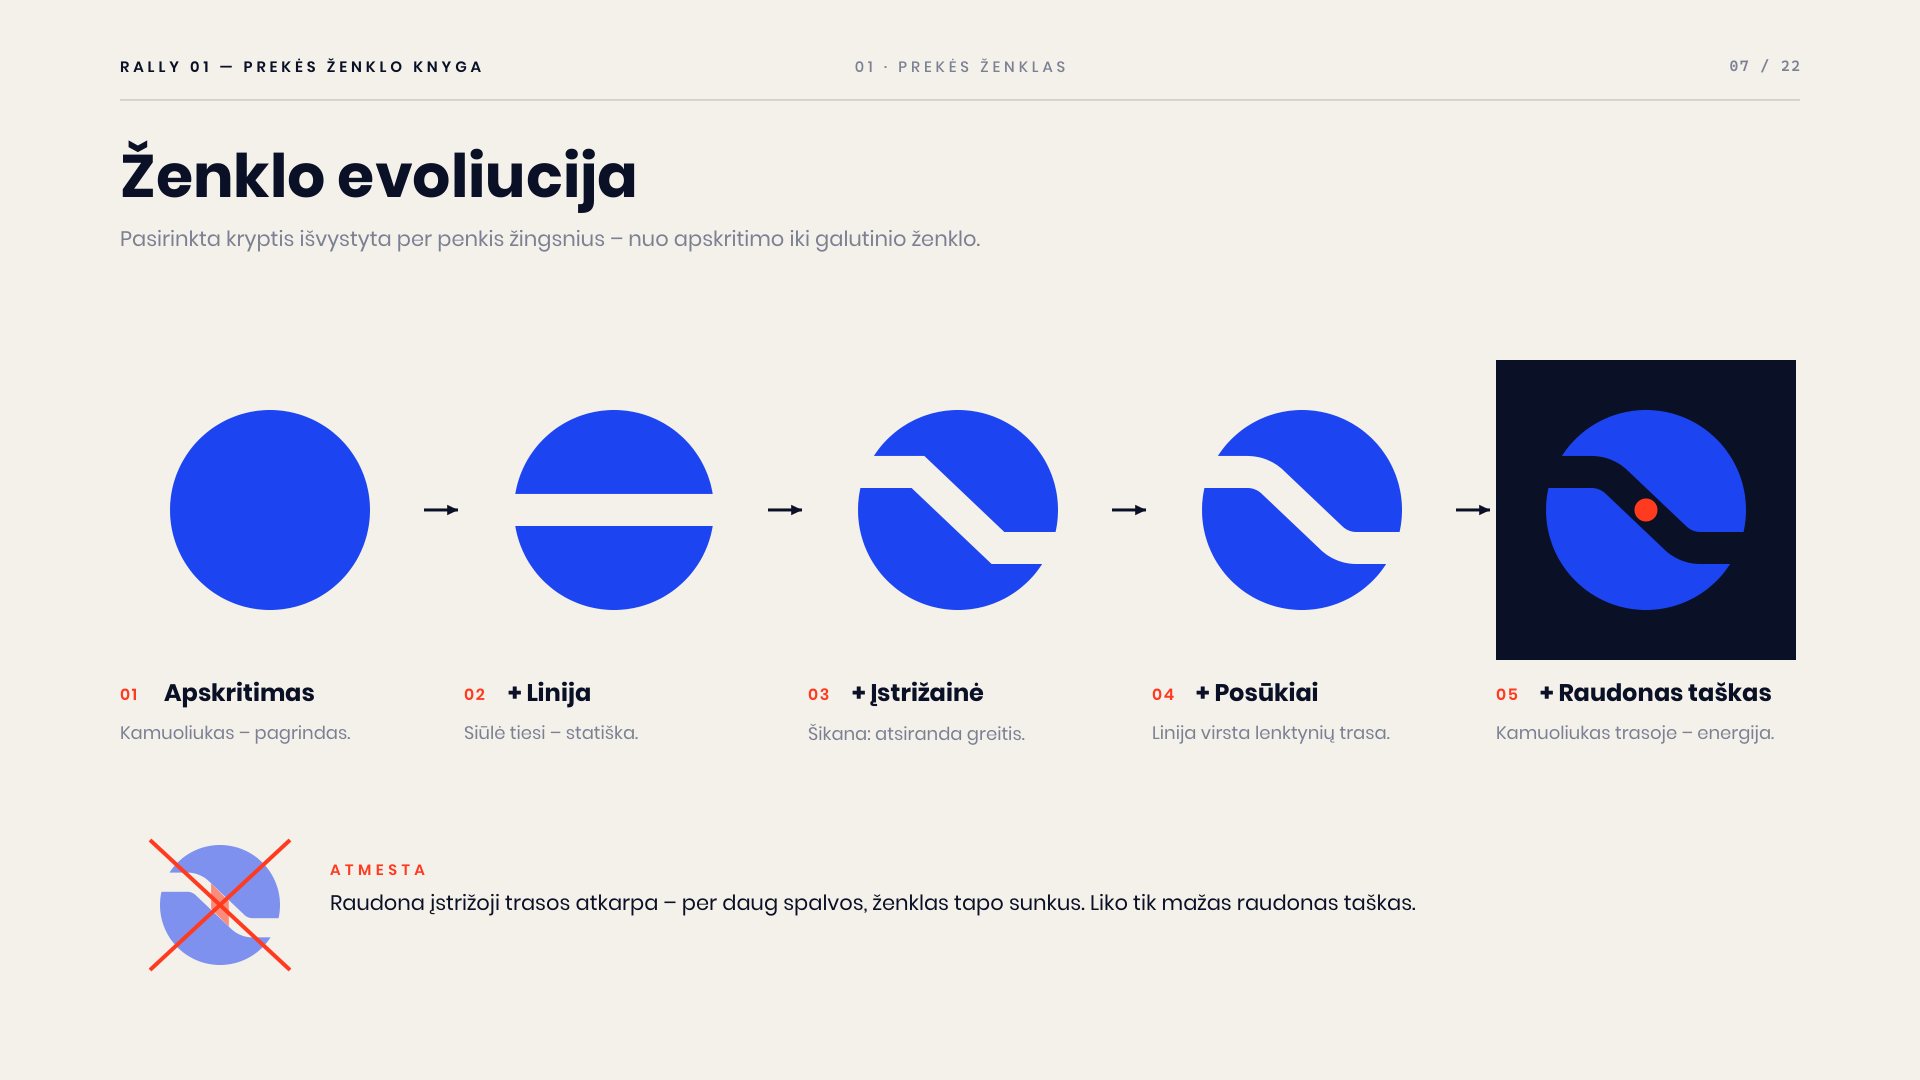 RALLY 01 — PREKĖS ŽENKLO KNYGA
01 · PREKĖS ŽENKLAS
07 / 22
Ženklo evoliucija
Pasirinkta kryptis išvystyta per penkis žingsnius – nuo apskritimo iki galutinio ženklo.
01 Apskritimas
Kamuoliukas – pagrindas.
02 + Linija
Siūlė tiesi – statiška.
03 + Įstrižainė
Šikana: atsiranda greitis.
04 + Posūkiai
Linija virsta lenktynių trasa.
05 + Raudonas taškas
Kamuoliukas trasoje – energija.
ATMESTA
Raudona įstrižoji trasos atkarpa – per daug spalvos, ženklas tapo sunkus. Liko tik mažas raudonas taškas.